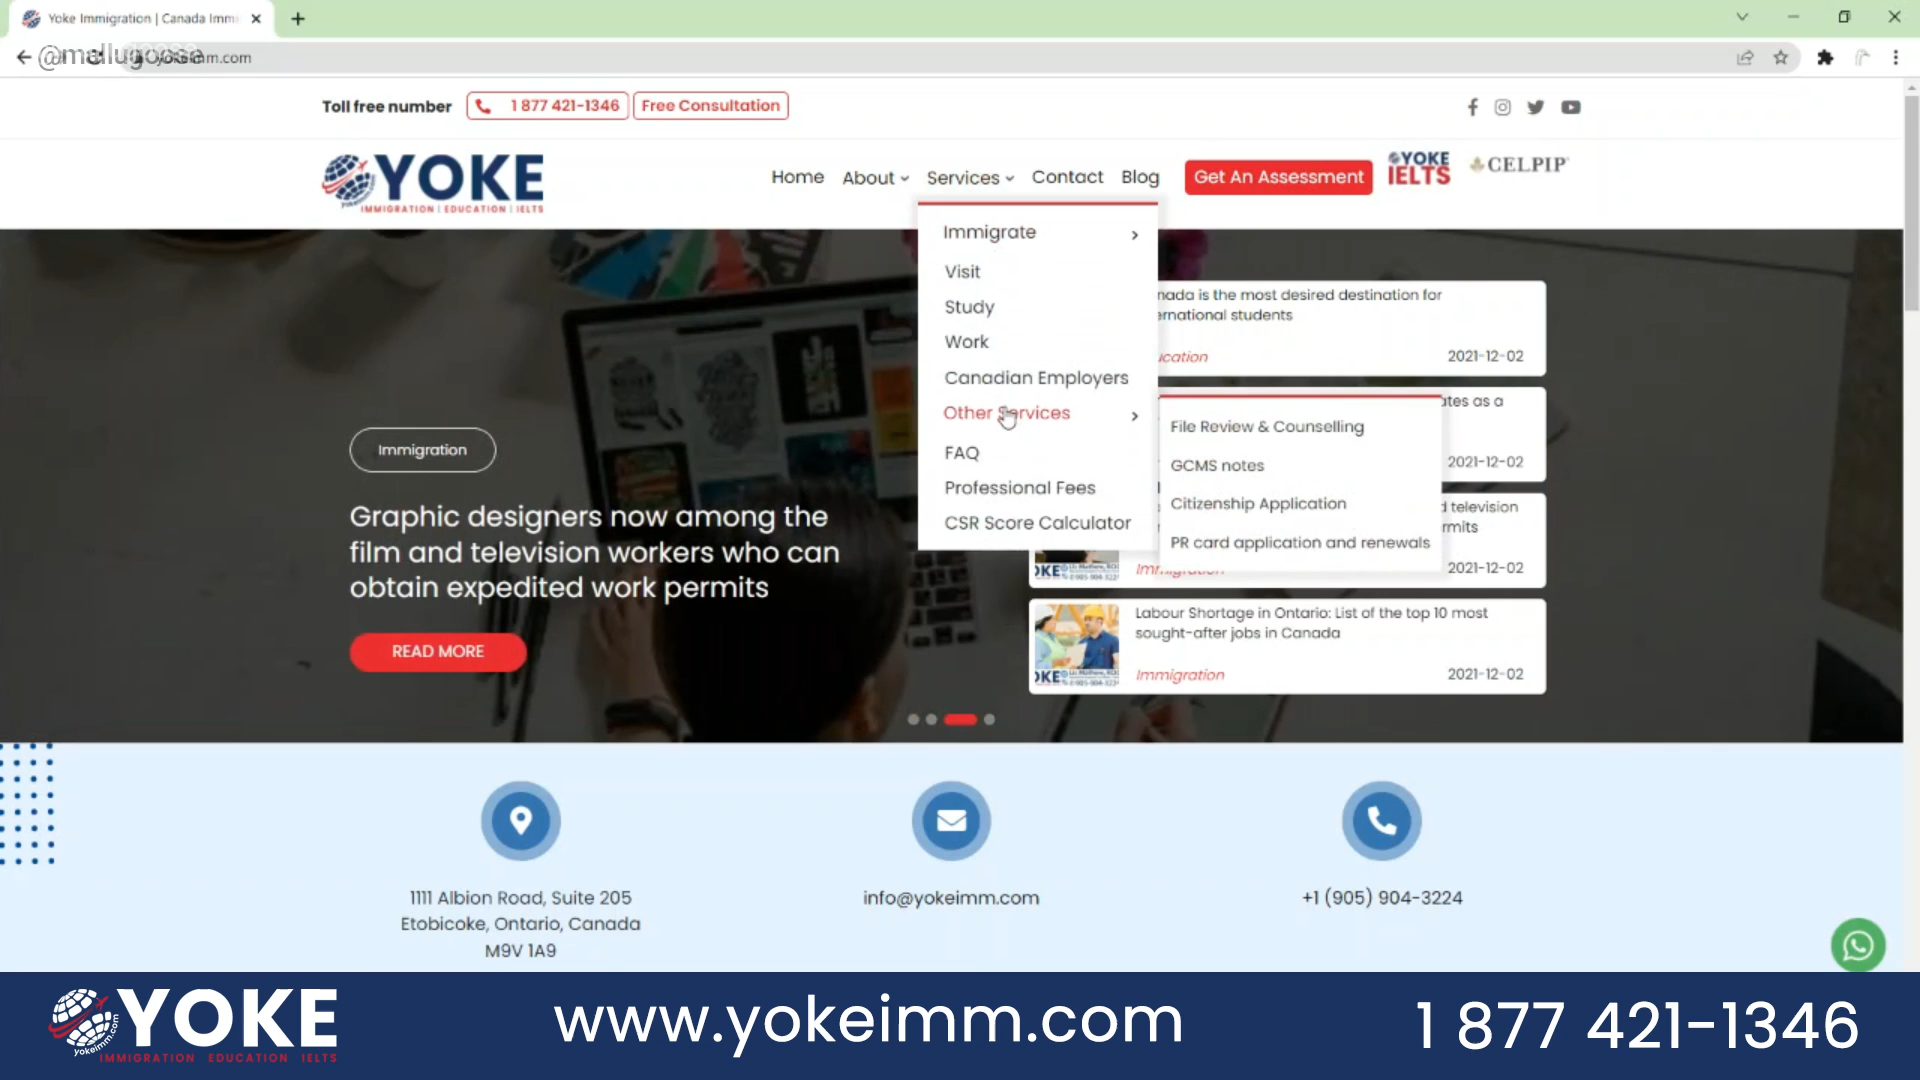 Yoke Immigration | Canada Immi
@mallugoose
yokeimm.com
Toll free number
1 877 421-1346
Free Consultation
YOKE
IMMIGRATION | EDUCATION | IELTS
Home
About
Services
Contact
Blog
Get An Assessment
YOKE
IELTS
CELPIP
Immigrate
Visit
Study
Work
Canadian Employers
Other Services
FAQ
Professional Fees
CSR Score Calculator
File Review & Counselling
GCMS notes
Citizenship Application
PR card application and renewals
nada is the most desired destination for
ernational students
ucation
2021-12-02
ates as a
2021-12-02
d television
rmits
Immigration
2021-12-02
Labour Shortage in Ontario: List of the top 10 most
sought-after jobs in Canada
Immigration
2021-12-02
Immigration
Graphic designers now among the
film and television workers who can
obtain expedited work permits
READ MORE
1111 Albion Road, Suite 205
Etobicoke, Ontario, Canada
M9V 1A9
info@yokeimm.com
+1 (905) 904-3224
YOKE
yokeimm.com
IMMIGRATION EDUCATION IELTS
www.yokeimm.com
1 877 421-1346